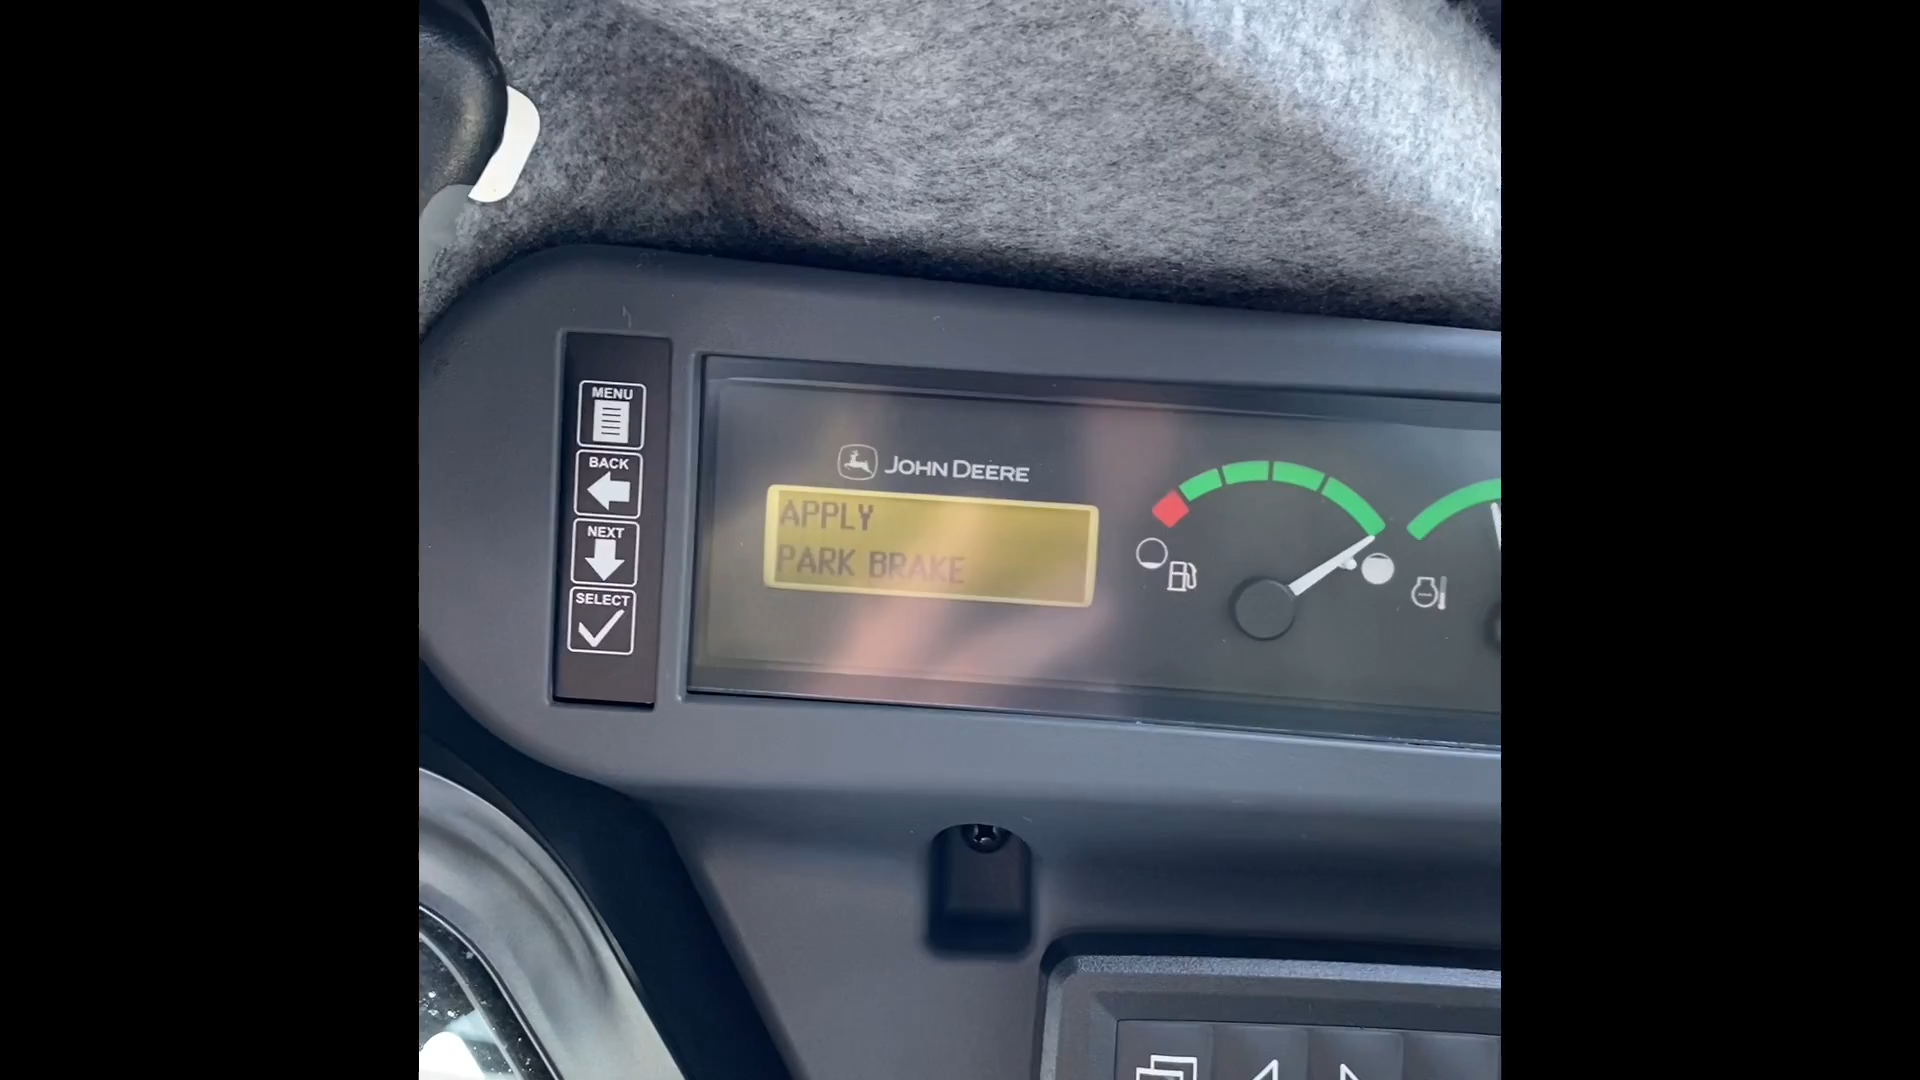 MENU
BACK
NEXT
SELECT
JOHN DEERE
APPLY
PARK BRAKE